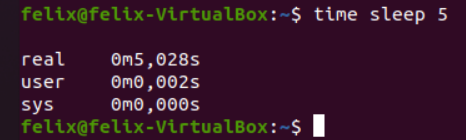 felix@felix-VirtualBox:~$ time sleep 5
real    0m5,028s
user    0m0,002s
sys     0m0,000s
felix@felix-VirtualBox:~$